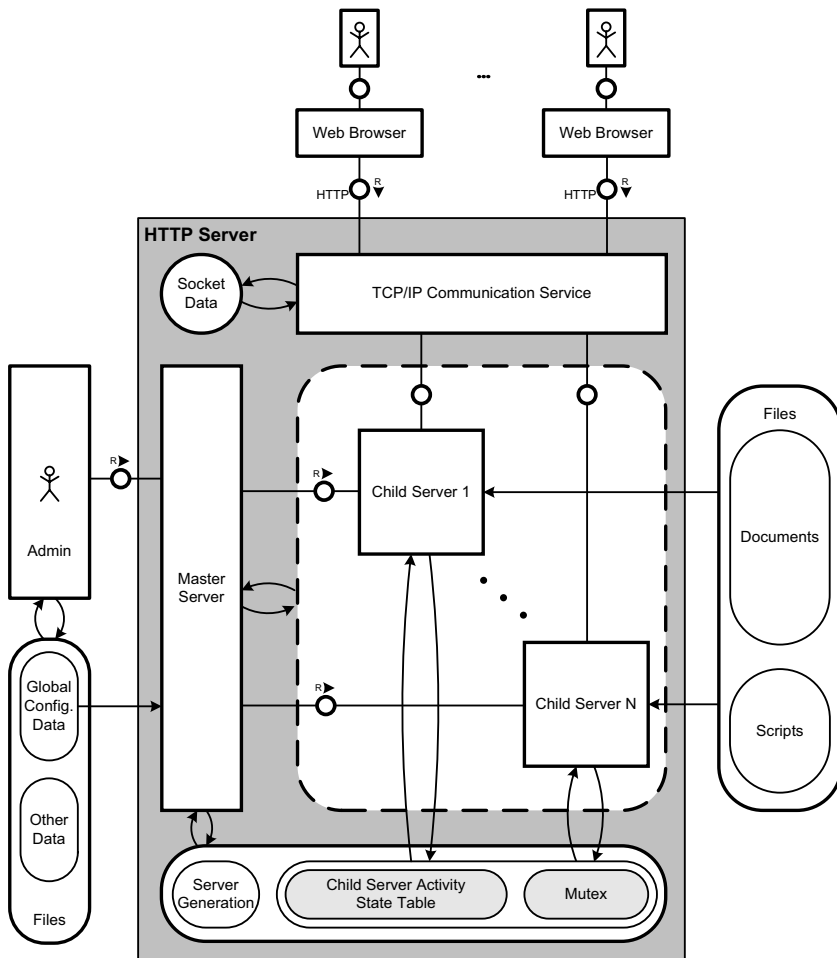 ...
Web Browser
Web Browser
HTTP
R
HTTP
R
HTTP Server
Socket
Data
TCP/IP Communication Service
Files
R
R
Child Server 1
Documents
Admin
Master
Server
Global
Config.
Data
R
Child Server N
Scripts
Other
Data
Server
Generation
Child Server Activity
State Table
Mutex
Files